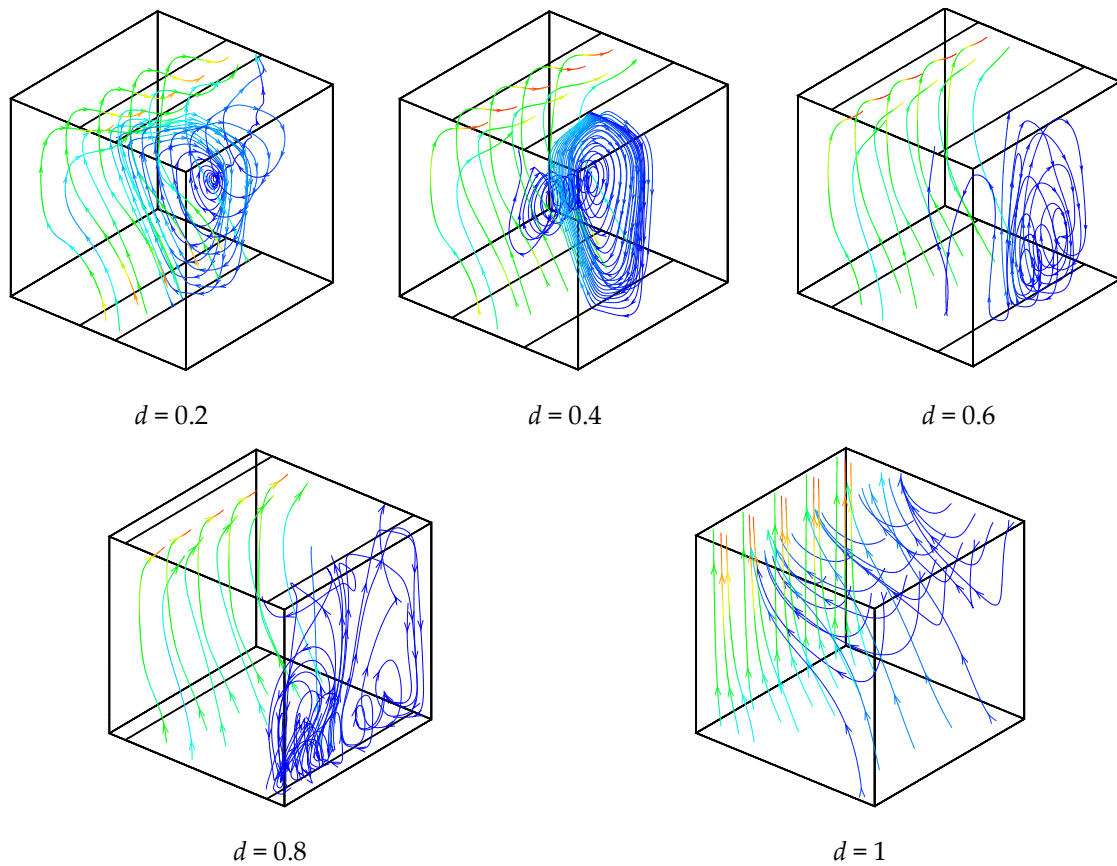 d = 0.2
d = 0.4
d = 0.6
d = 0.8
d = 1